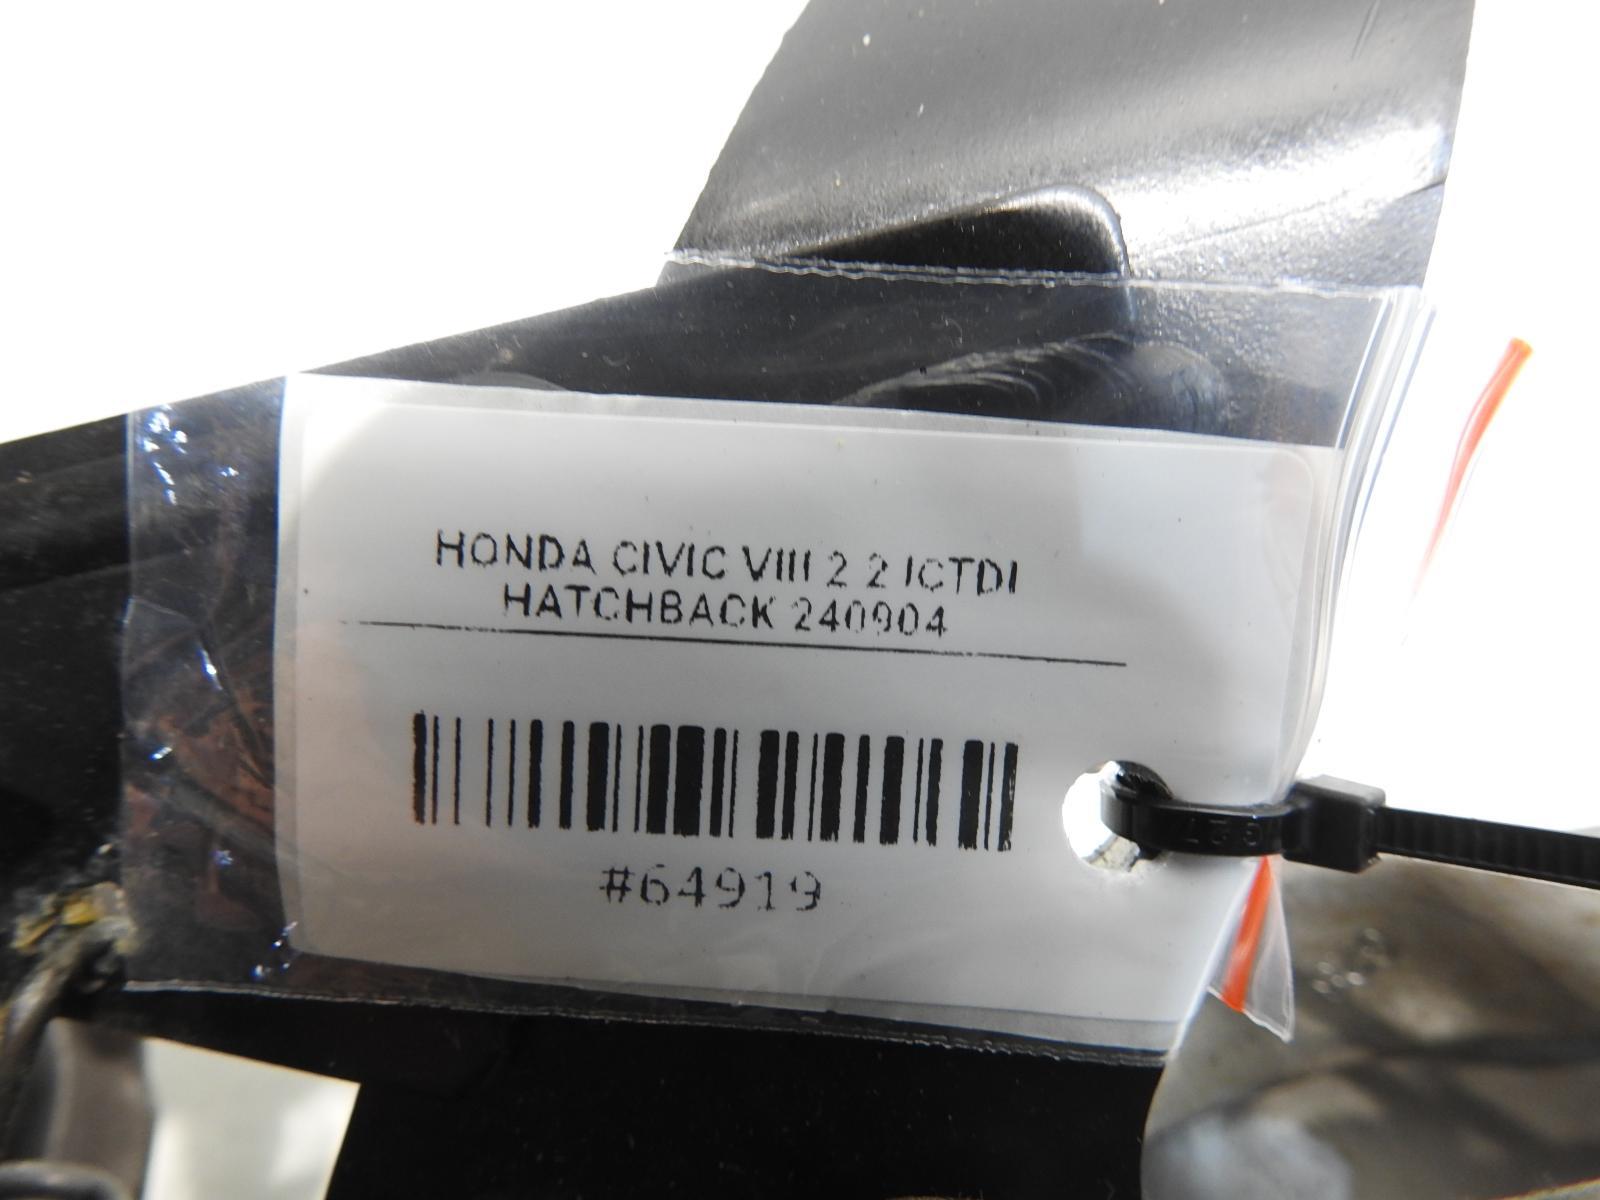 HONDA CIVIC VIII 2 2 ICTDI
HATCHBACK 240904
#64919